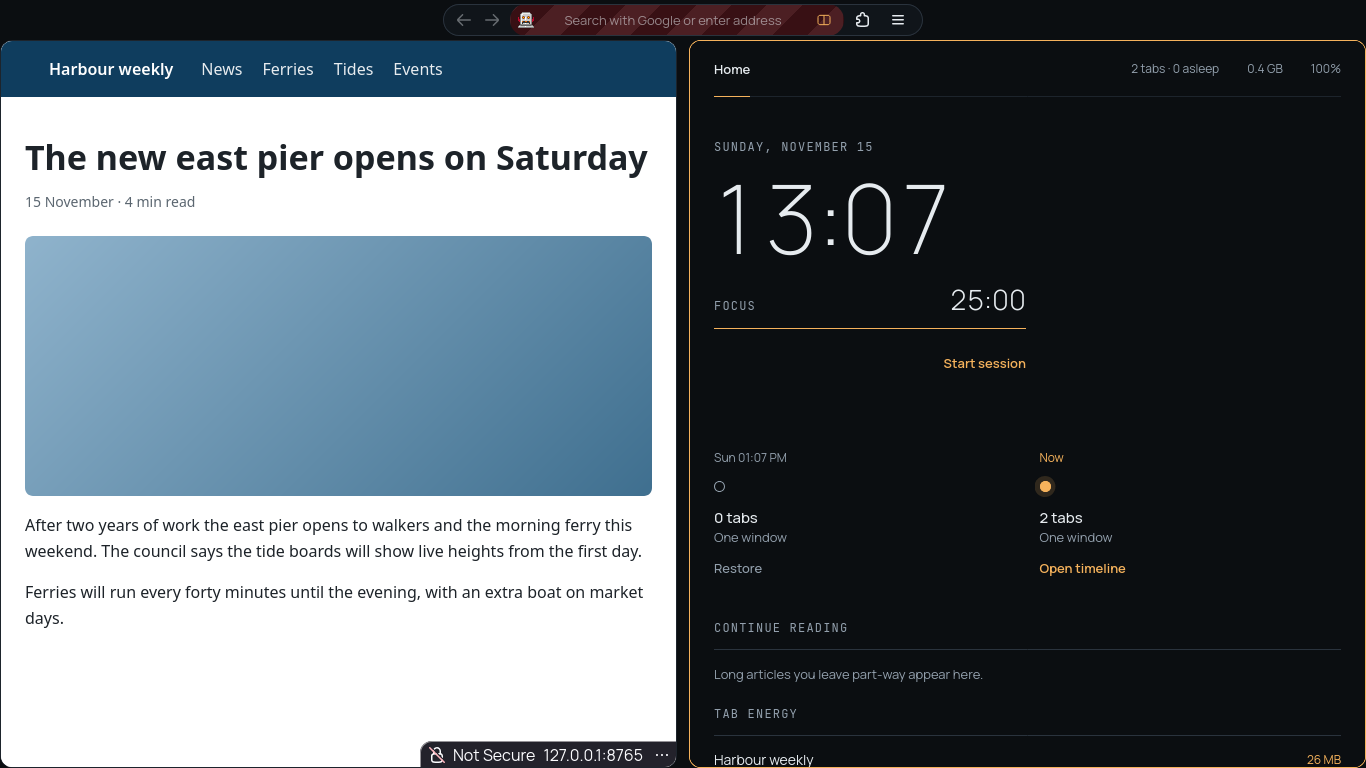 Search with Google or enter address
Harbour weekly News Ferries Tides Events
The new east pier opens on Saturday
15 November · 4 min read
After two years of work the east pier opens to walkers and the morning ferry this
weekend. The council says the tide boards will show live heights from the first day.
Ferries will run every forty minutes until the evening, with an extra boat on market
days.
Not Secure 127.0.0.1:8765
Home 2 tabs · 0 asleep 0.4 GB 100%
SUNDAY, NOVEMBER 15
13:07
FOCUS 25:00
Start session
Sun 01:07 PM Now
0 tabs 2 tabs
One window One window
Restore Open timeline
CONTINUE READING
Long articles you leave part-way appear here.
TAB ENERGY
Harbour weekly 26 MB